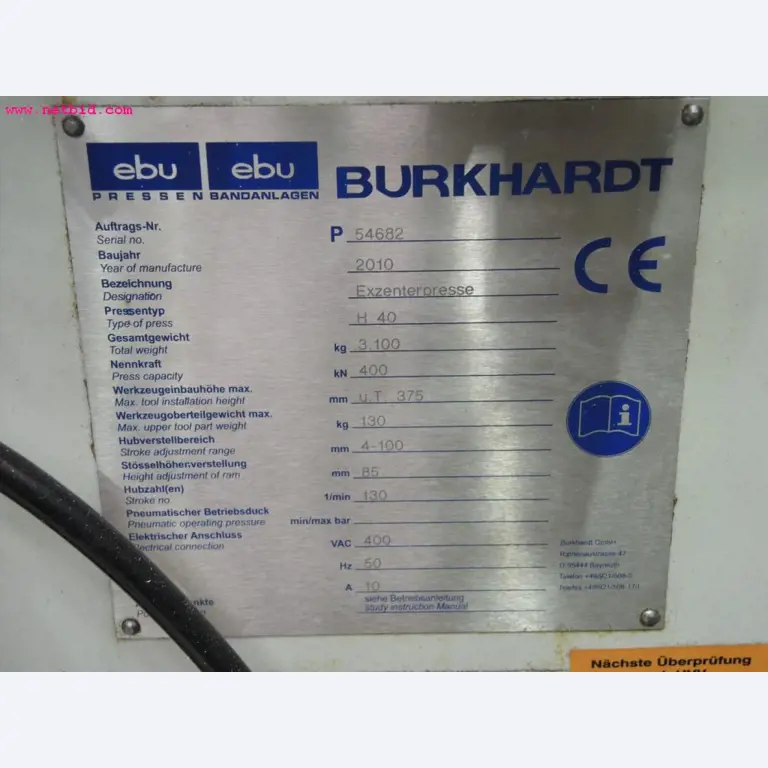 www.netbid.com
ebu ebu BURKHARDT
PRESSEN BANDANLAGEN
Auftrags-Nr.
Serial no. P 54682
Baujahr
Year of manufacture 2010
Bezeichnung
Designation Exzenterpresse
Pressentyp
Type of press H 40
CE
Gesamtgewicht
Total weight kg 3.100
Nennkraft
Press capacity kN 400
Werkzeugeinbauhöhe max.
Max. tool installation height mm u.T. 375
Werkzeugoberteilgewicht max.
Max. upper tool part weight kg 130
Hubverstellbereich
Stroke adjustment range mm 4-100
Stösselhöhenverstellung
Height adjustment of ram mm 85
Hubzahl(en)
Stroke no. 1/min 130
Pneumatischer Betriebsduck
Pneumatic operating pressure min/max bar
Elektrischer Anschluss
Electrical connection VAC 400
Hz 50
A 10
siehe Betriebsanleitung
study instruction Manual
Burkhardt GmbH
D-95444 Bayreuth
Nächste Überprüfung